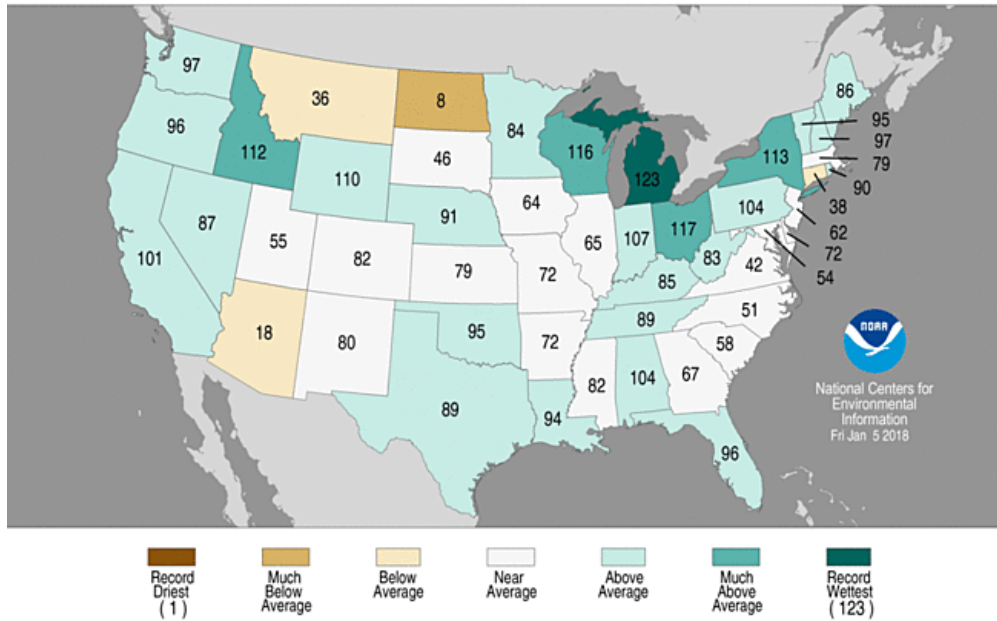 97
96
112
36
8
46
110
101
87
55
82
18
80
91
79
95
89
84
64
72
72
94
116
65
123
107
117
85
89
82
104
67
96
83
42
51
58
104
113
86
95
97
79
90
38
62
72
54
NOAA
National Centers for
Environmental
Information
Fri Jan 5 2018
Record
Driest
(1)
Much
Below
Average
Below
Average
Near
Average
Above
Average
Much
Above
Average
Record
Wettest
(123)